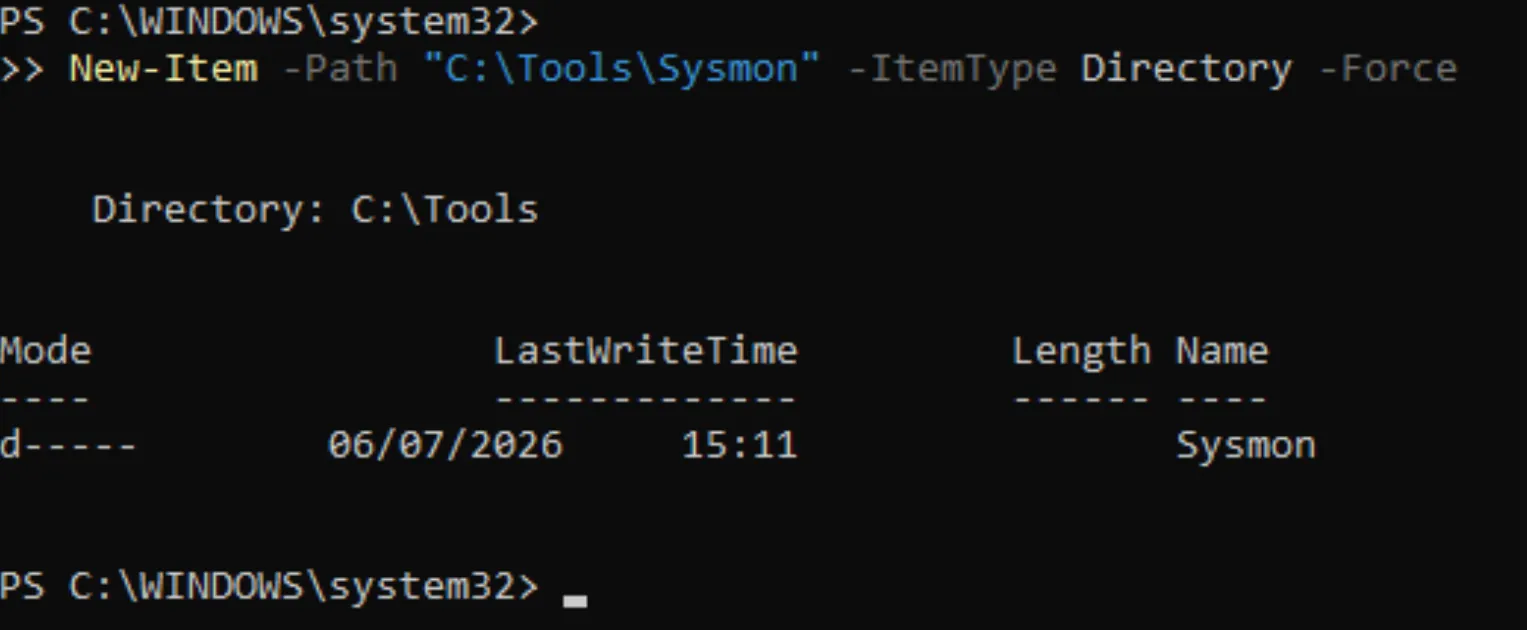 PS C:\WINDOWS\system32>
>> New-Item -Path "C:\Tools\Sysmon" -ItemType Directory -Force
Directory: C:\Tools
Mode LastWriteTime Length Name
---- ------------- ------ ----
d----- 06/07/2026 15:11 Sysmon
PS C:\WINDOWS\system32>